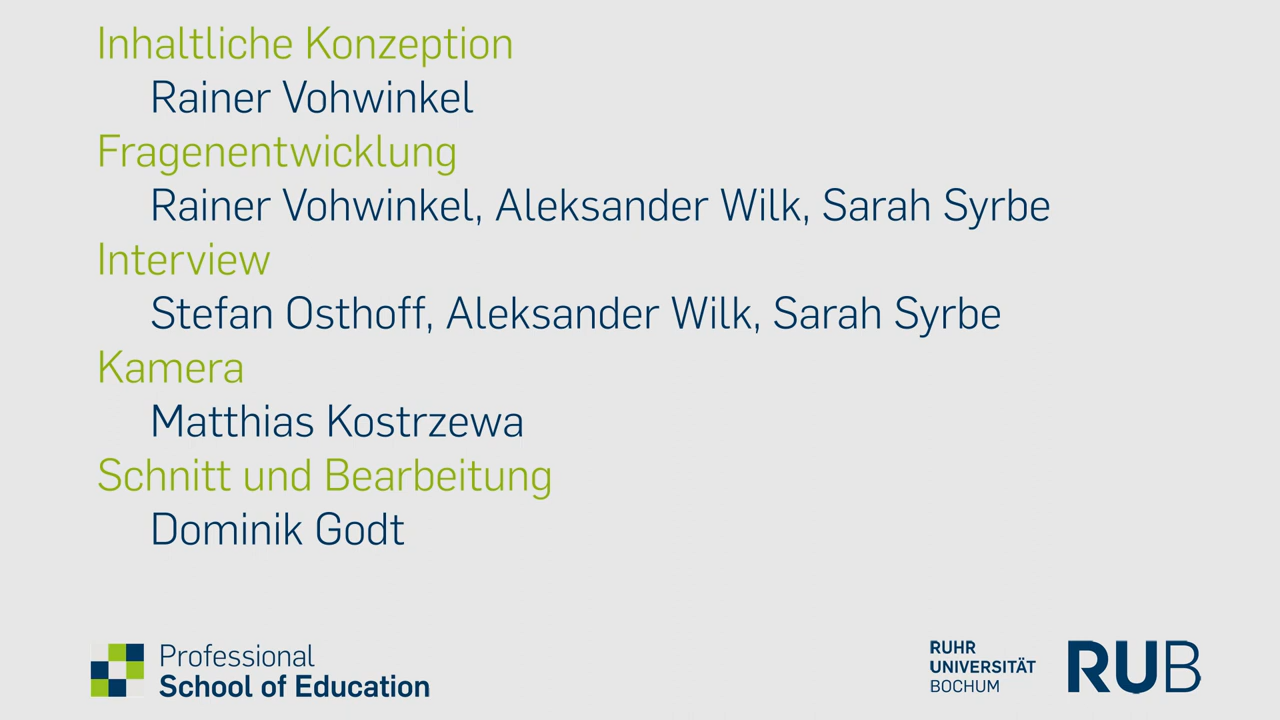 Inhaltliche Konzeption
Rainer Vohwinkel
Fragenentwicklung
Rainer Vohwinkel, Aleksander Wilk, Sarah Syrbe
Interview
Stefan Osthoff, Aleksander Wilk, Sarah Syrbe
Kamera
Matthias Kostrzewa
Schnitt und Bearbeitung
Dominik Godt
Professional
School of Education
RUHR
UNIVERSITÄT
BOCHUM
RUB